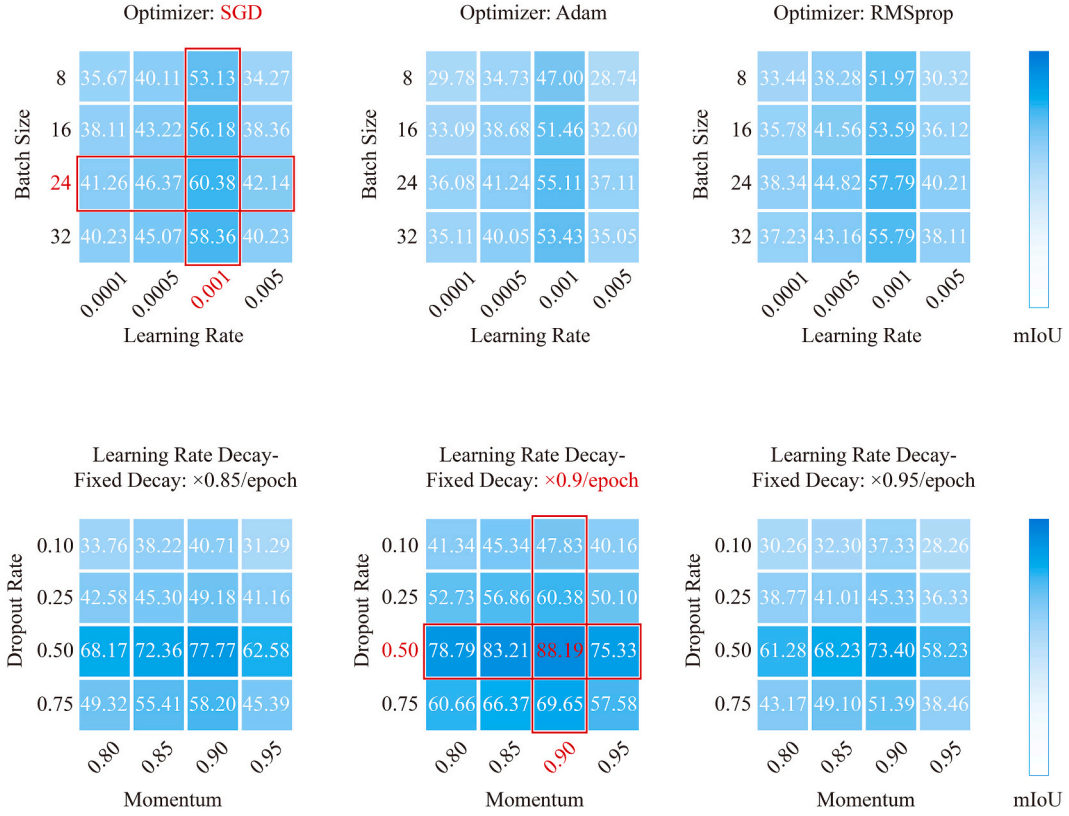 Optimizer: SGD
Optimizer: Adam
Optimizer: RMSprop
Batch Size
8 35.67 40.11 53.13 34.27
16 38.11 43.22 56.18 38.36
24 41.26 46.37 60.38 42.14
32 40.23 45.07 58.36 40.23
0.0001 0.0005 0.001 0.005
Learning Rate
Batch Size
8 29.78 34.73 47.00 28.74
16 33.09 38.68 51.46 32.60
24 36.08 41.24 55.11 37.11
32 35.11 40.05 53.43 35.05
0.0001 0.0005 0.001 0.005
Learning Rate
Batch Size
8 33.44 38.28 51.97 30.32
16 35.78 41.56 53.59 36.12
24 38.34 44.82 57.79 40.21
32 37.23 43.16 55.79 38.11
0.0001 0.0005 0.001 0.005
Learning Rate
mIoU
Learning Rate Decay-
Fixed Decay: ×0.85/epoch
Dropout Rate
0.10 33.76 38.22 40.71 31.29
0.25 42.58 45.30 49.18 41.16
0.50 68.17 72.36 77.77 62.58
0.75 49.32 55.41 58.20 45.39
0.80 0.85 0.90 0.95
Momentum
Learning Rate Decay-
Fixed Decay: ×0.9/epoch
Dropout Rate
0.10 41.34 45.34 47.83 40.16
0.25 52.73 56.86 60.38 50.10
0.50 78.79 83.21 88.19 75.33
0.75 60.66 66.37 69.65 57.58
0.80 0.85 0.90 0.95
Momentum
Learning Rate Decay-
Fixed Decay: ×0.95/epoch
Dropout Rate
0.10 30.26 32.30 37.33 28.26
0.25 38.77 41.01 45.33 36.33
0.50 61.28 68.23 73.40 58.23
0.75 43.17 49.10 51.39 38.46
0.80 0.85 0.90 0.95
Momentum
mIoU